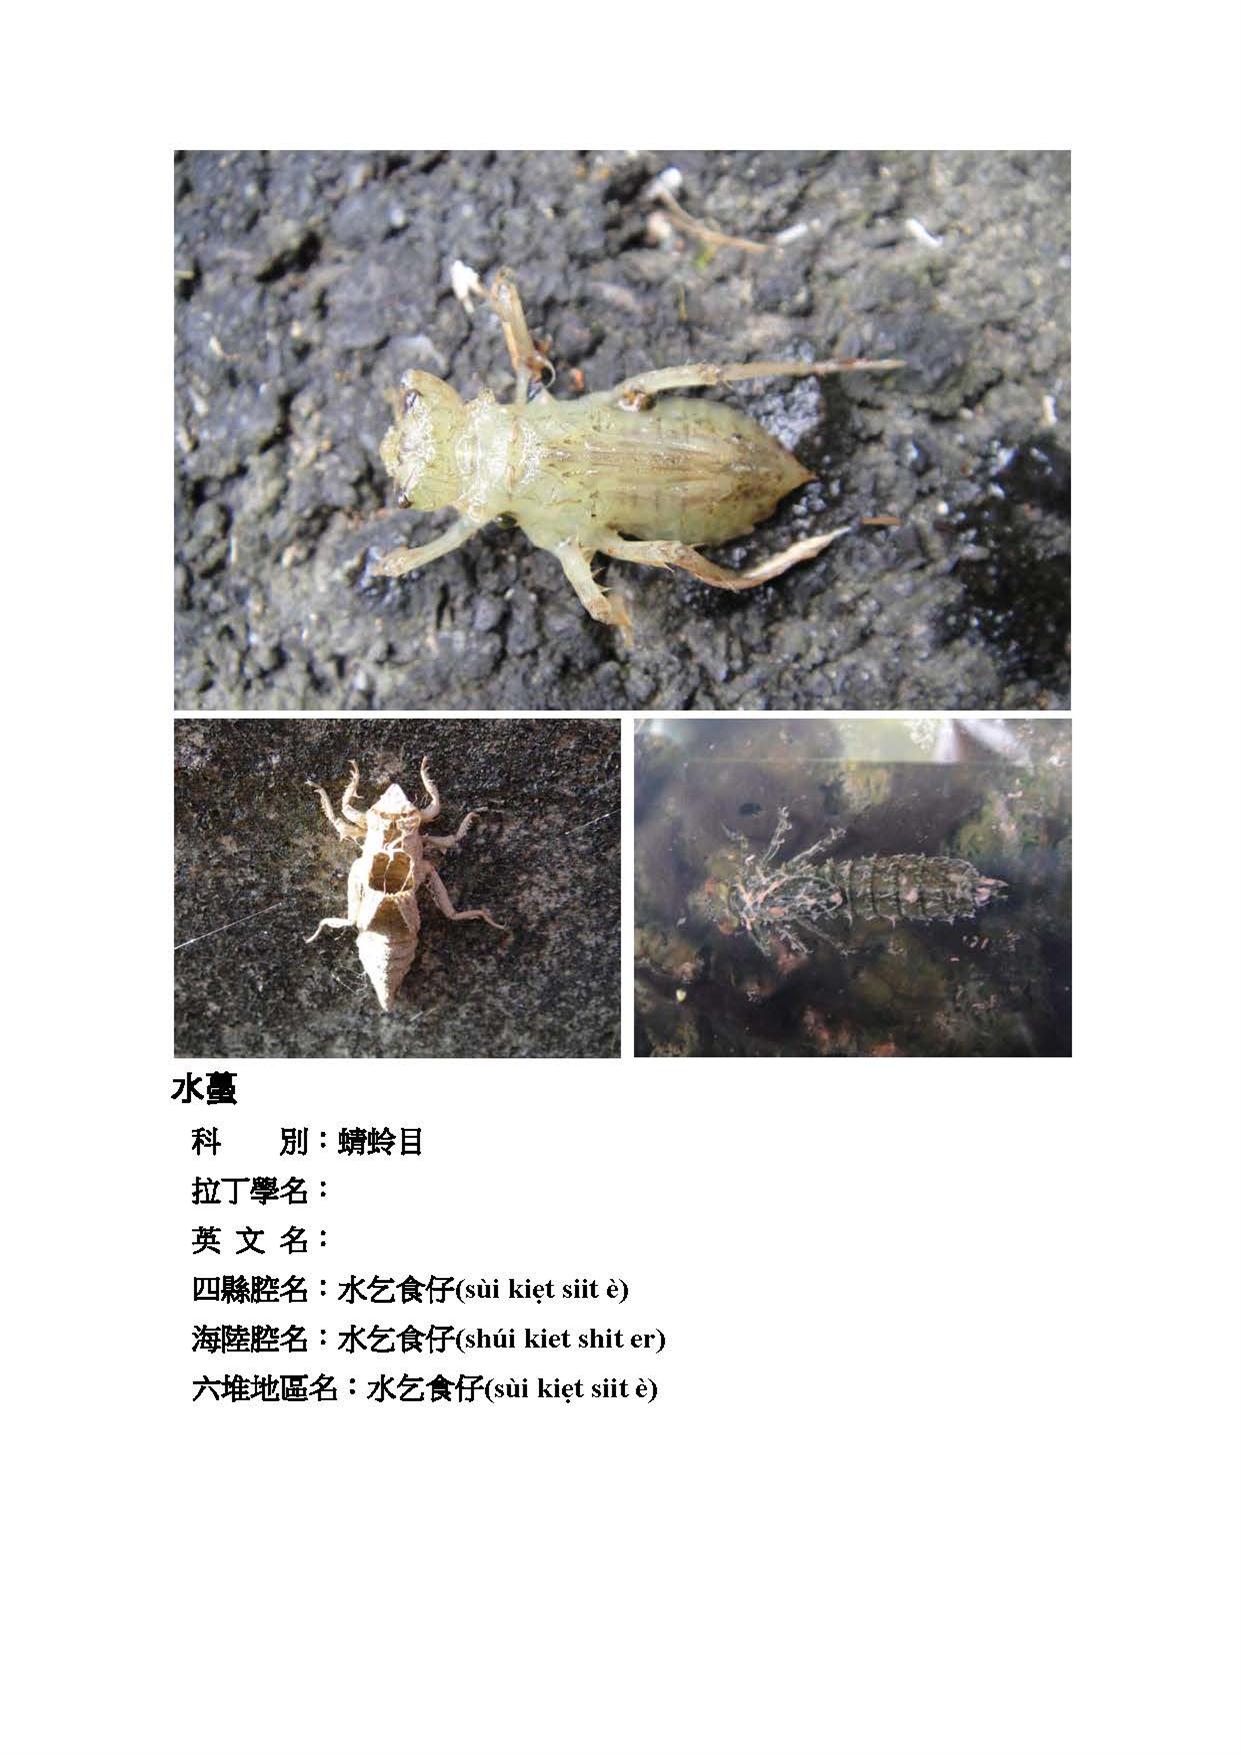 水蠆
科　　別：蜻蛉目
拉丁學名：
英 文 名：
四縣腔名：水乞食仔(sùi kiẹt siit è)
海陸腔名：水乞食仔(shúi kiet shit er)
六堆地區名：水乞食仔(sùi kiẹt siit è)